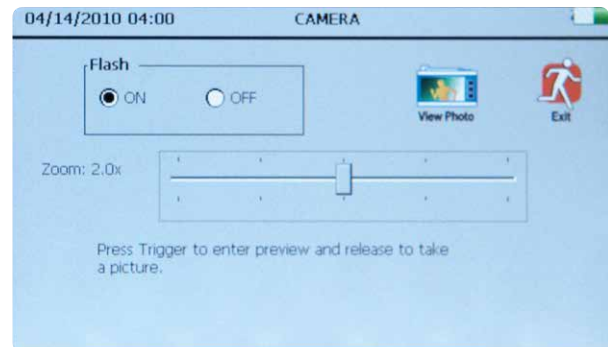 04/14/2010 04:00 CAMERA
Flash
ON OFF
View Photo
Exit
Zoom: 2.0x
Press Trigger to enter preview and release to take
a picture.